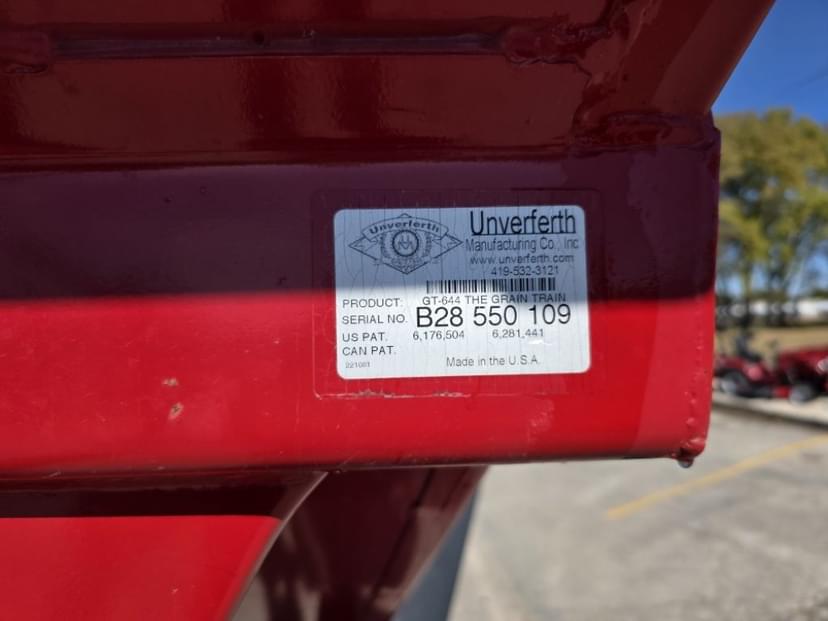 Unverferth
Unverferth
Manufacturing Co., Inc
www.unverferth.com
419-532-3121
PRODUCT: GT-644 THE GRAIN TRAIN
SERIAL NO. B28 550 109
US PAT. 6,176,504 6,281,441
CAN PAT.
221001 Made in the U.S.A.